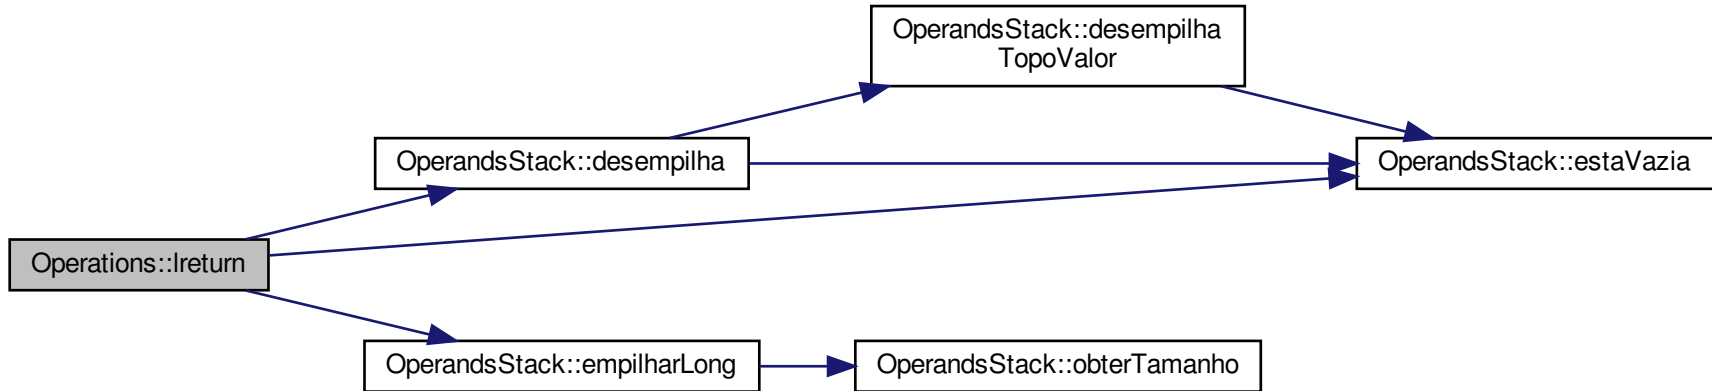 OperandsStack::desempilha
TopoValor
OperandsStack::desempilha
OperandsStack::estaVazia
Operations::lreturn
OperandsStack::empilharLong
OperandsStack::obterTamanho